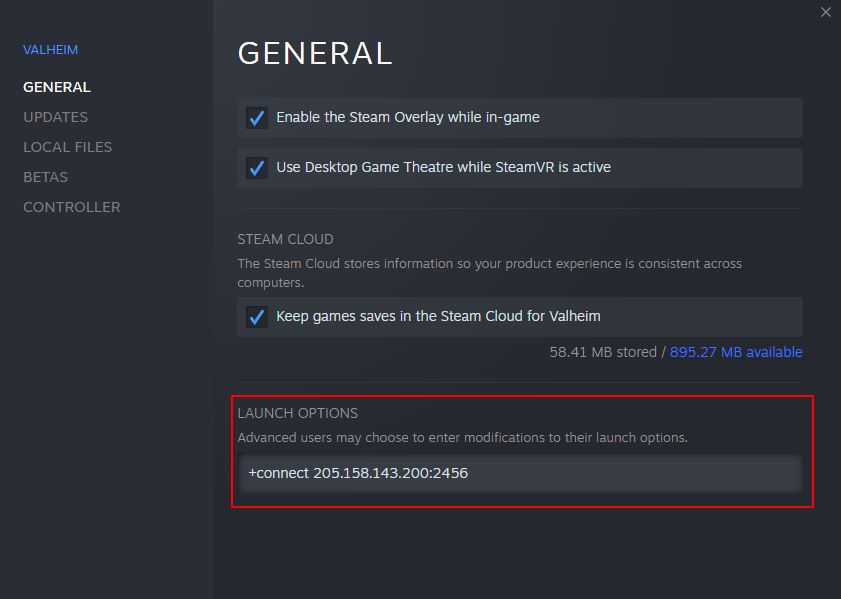 VALHEIM
GENERAL
UPDATES
LOCAL FILES
BETAS
CONTROLLER
GENERAL
Enable the Steam Overlay while in-game
Use Desktop Game Theatre while SteamVR is active
STEAM CLOUD
The Steam Cloud stores information so your product experience is consistent across
computers.
Keep games saves in the Steam Cloud for Valheim
58.41 MB stored / 895.27 MB available
LAUNCH OPTIONS
Advanced users may choose to enter modifications to their launch options.
+connect 205.158.143.200:2456